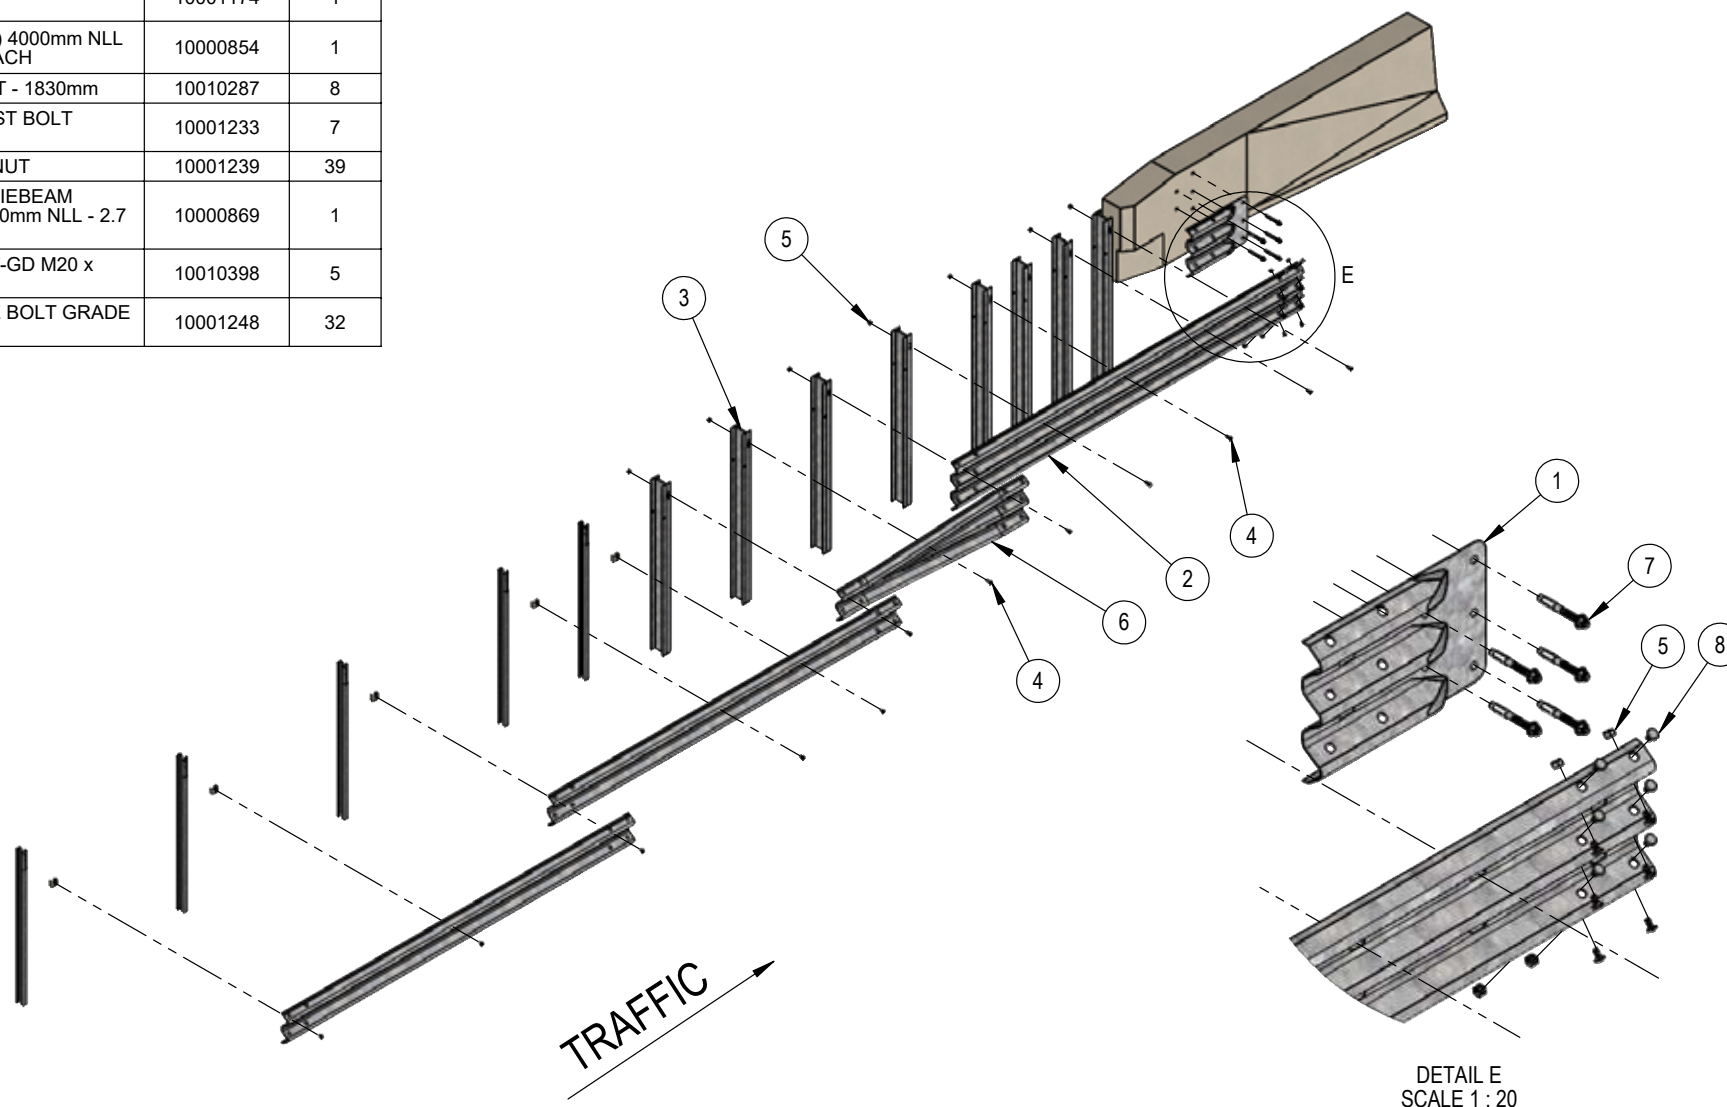 ) 4000mm NLL
ACH
10000854
1
T - 1830mm
10010287
8
ST BOLT
10001233
7
NUT
10001239
39
IEBEAM
0mm NLL - 2.7
10000869
1
-GD M20 x
10010398
5
BOLT GRADE
10001248
32
5
E
3
1
4
7
2
5
8
6
4
TRAFFIC
DETAIL E
SCALE 1 : 20